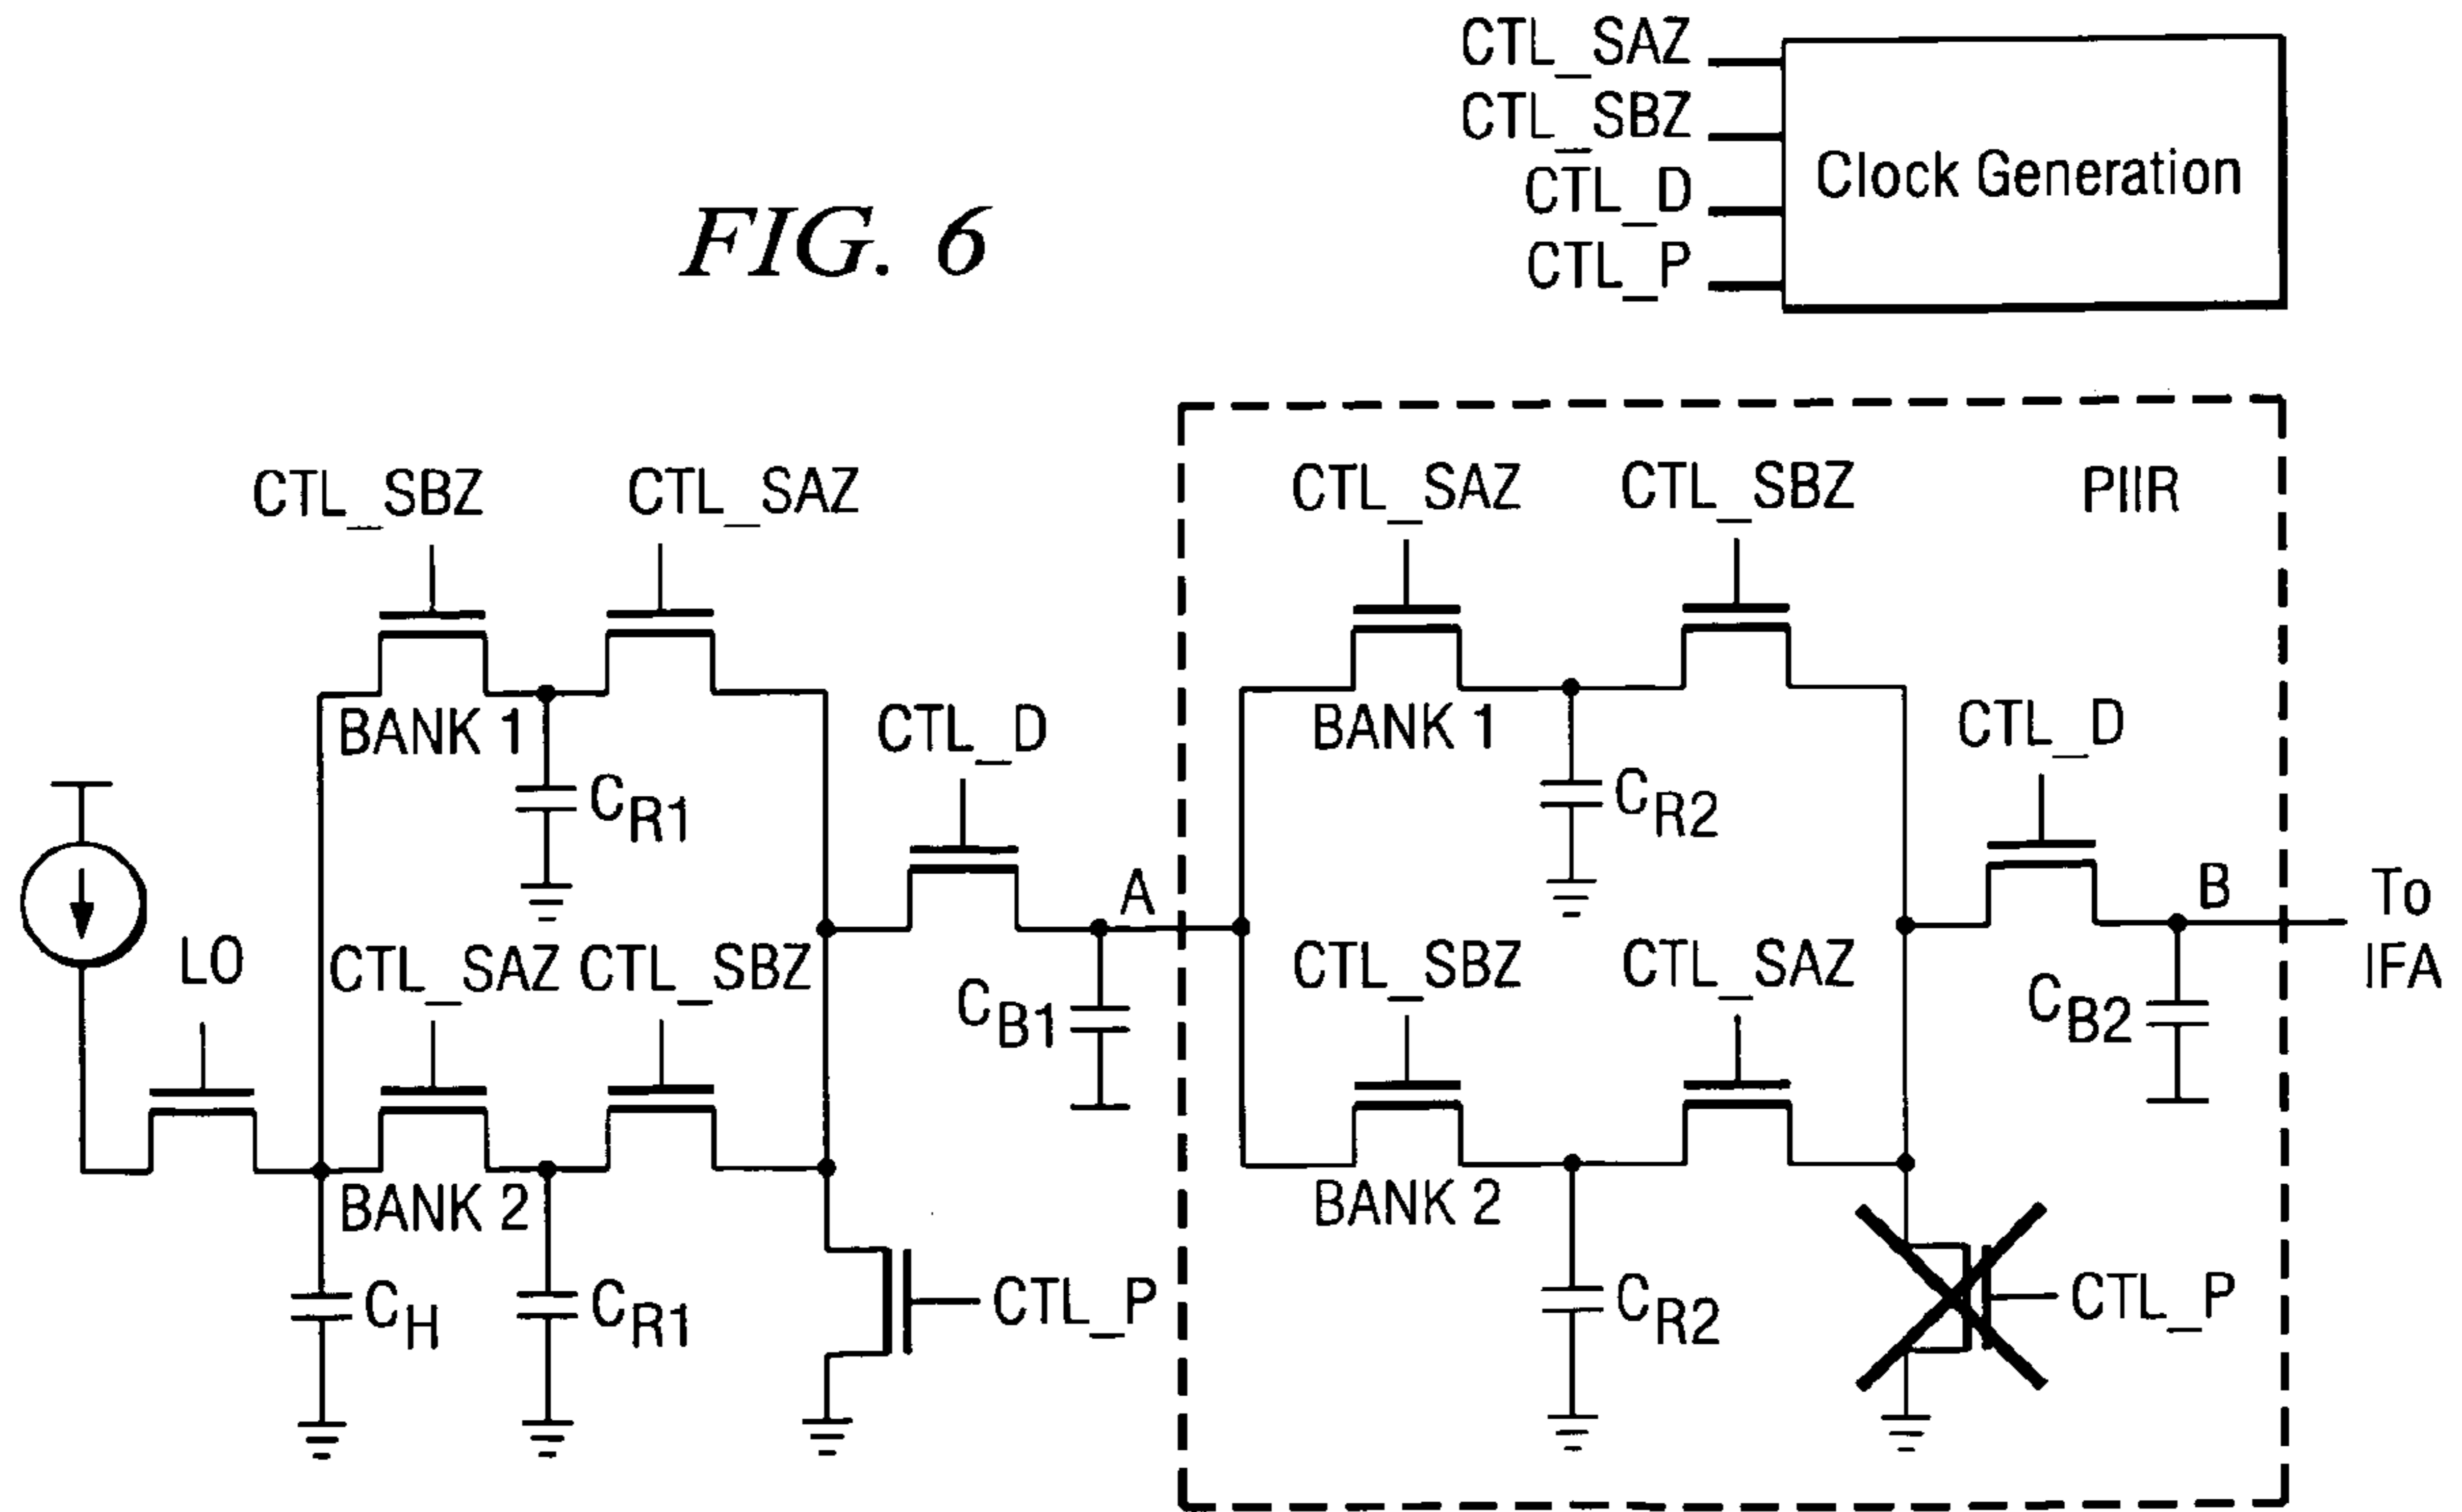 CTL_SAZ
CTL_SBZ
CTL_D
CTL_P
Clock Generation
FIG. 6
CTL_SBZ
CTL_SAZ
BANK 1
CR1
CTL_D
LO
CTL_SAZ
CTL_SBZ
A
CB1
BANK 2
CH
CR1
CTL_P
PIIR
CTL_SAZ
CTL_SBZ
BANK 1
CR2
CTL_D
CTL_SBZ
CTL_SAZ
B
CB2
To
IFA
BANK 2
CR2
CTL_P